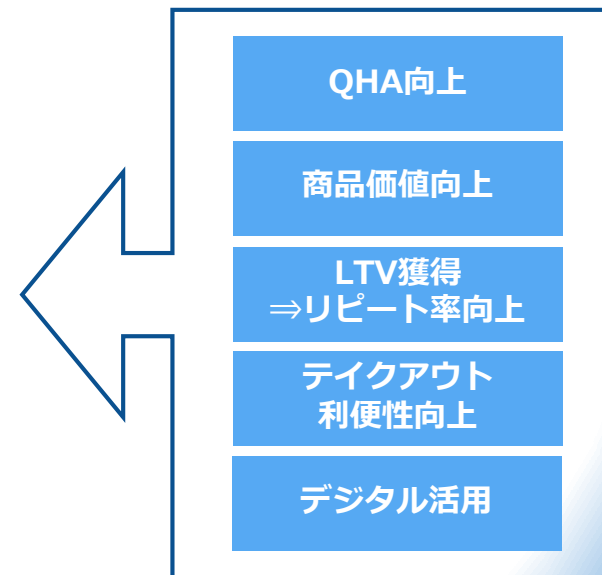 QHA向上
商品価値向上
LTV獲得
⇒リピート率向上
テイクアウト
利便性向上
デジタル活用